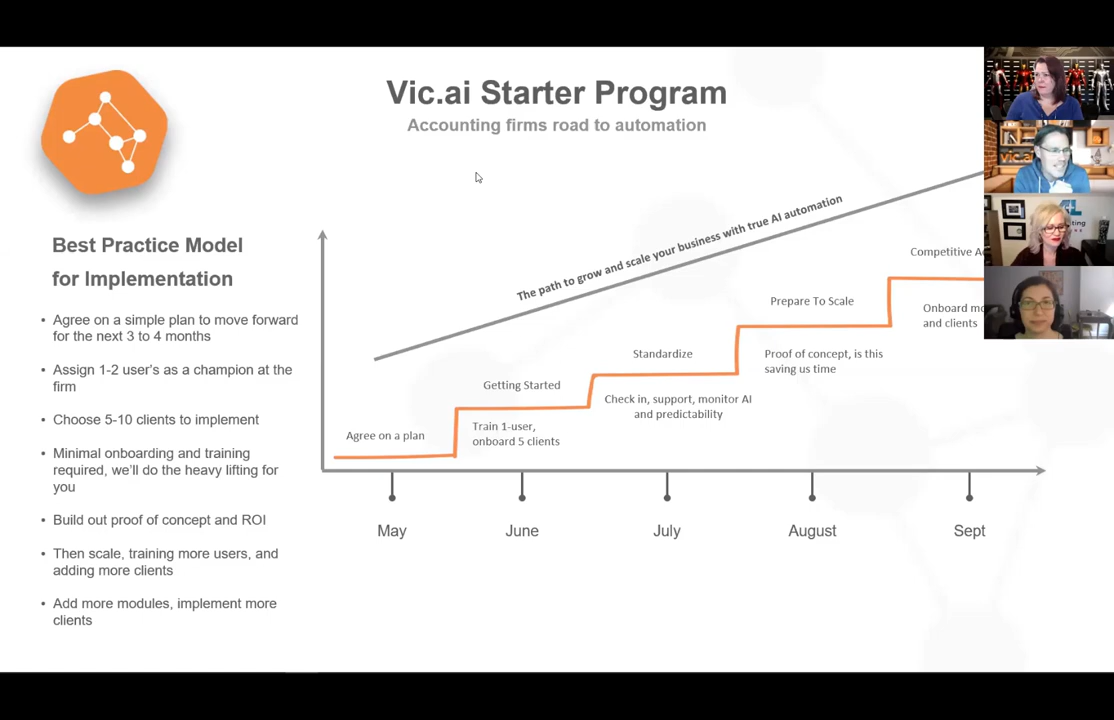 Vic.ai Starter Program
Accounting firms road to automation
Best Practice Model
for Implementation
• Agree on a simple plan to move forward
for the next 3 to 4 months
• Assign 1-2 user's as a champion at the
firm
• Choose 5-10 clients to implement
• Minimal onboarding and training
required, we'll do the heavy lifting for
you
• Build out proof of concept and ROI
• Then scale, training more users, and
adding more clients
• Add more modules, implement more
clients
The path to grow and scale your business with true AI automation
Agree on a plan
Getting Started
Train 1-user,
onboard 5 clients
Standardize
Check in, support, monitor AI
and predictability
Prepare To Scale
Proof of concept, is this
saving us time
Competitive
Onboard
and clients
May
June
July
August
Sept
vic.ai